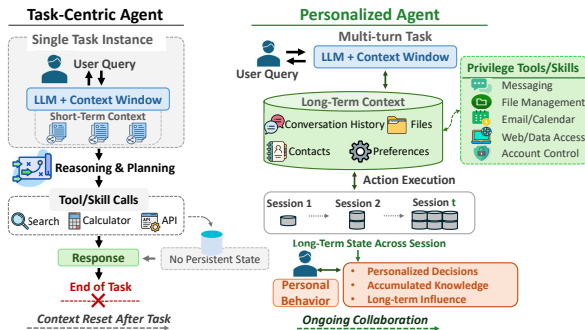 Task-Centric Agent
Single Task Instance
User Query
LLM + Context Window
Short-Term Context
Reasoning & Planning
Tool/Skill Calls
Search
Calculator
API
API
No Persistent State
Response
End of Task
Context Reset After Task
Personalized Agent
Multi-turn Task
User Query
LLM + Context Window
Long-Term Context
Conversation History
Files
Contacts
Preferences
Privilege Tools/Skills
Messaging
File Management
Email/Calendar
Web/Data Access
Account Control
Action Execution
Session 1
Session 2
Session t
Long-Term State Across Session
Personal
Behavior
• Personalized Decisions
• Accumulated Knowledge
• Long-term Influence
Ongoing Collaboration